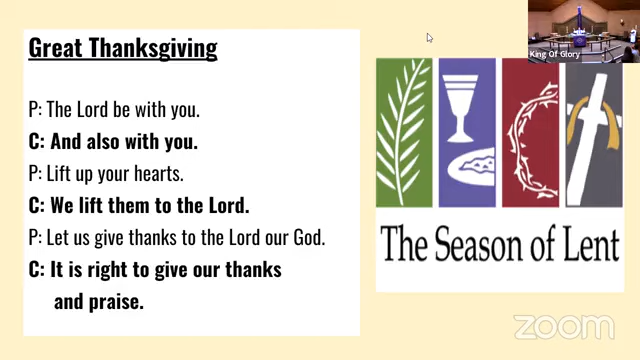 Great Thanksgiving
P: The Lord be with you.
C: And also with you.
P: Lift up your hearts.
C: We lift them to the Lord.
P: Let us give thanks to the Lord our God.
C: It is right to give our thanks
and praise.
King Of Glory
The Season of Lent
zoom